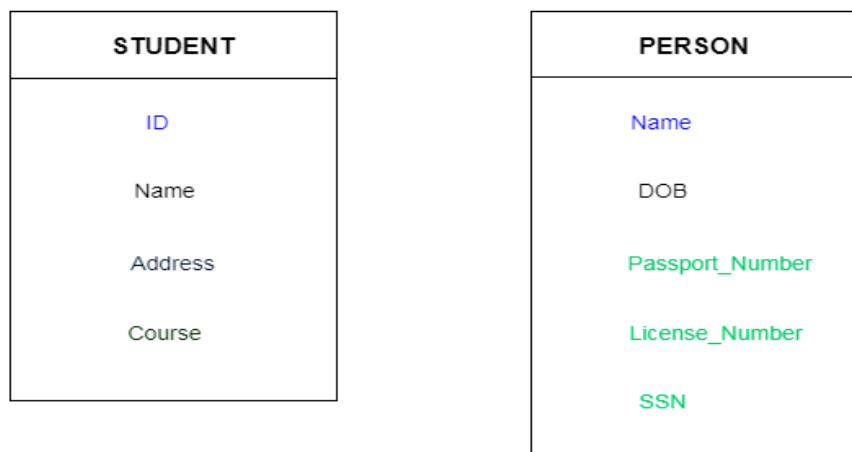 STUDENT
ID
Name
Address
Course
PERSON
Name
DOB
Passport_Number
License_Number
SSN